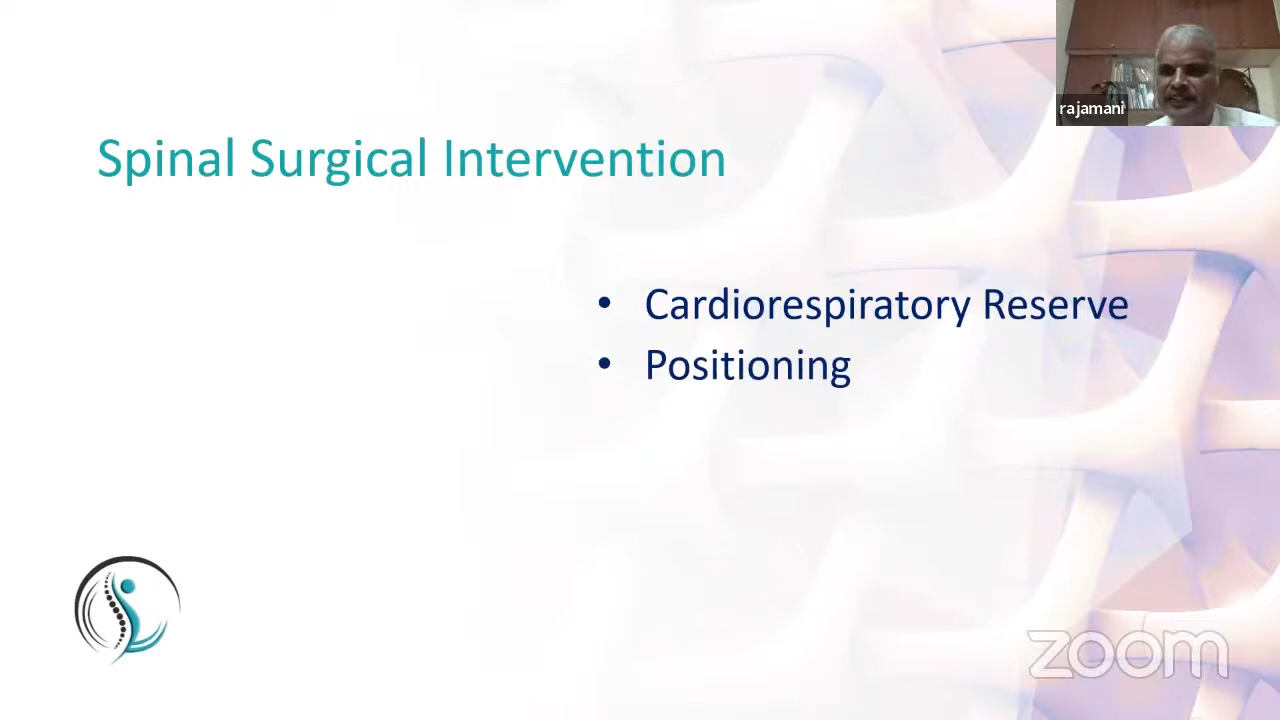 rajamani
Spinal Surgical Intervention
• Cardiorespiratory Reserve
• Positioning
zoom